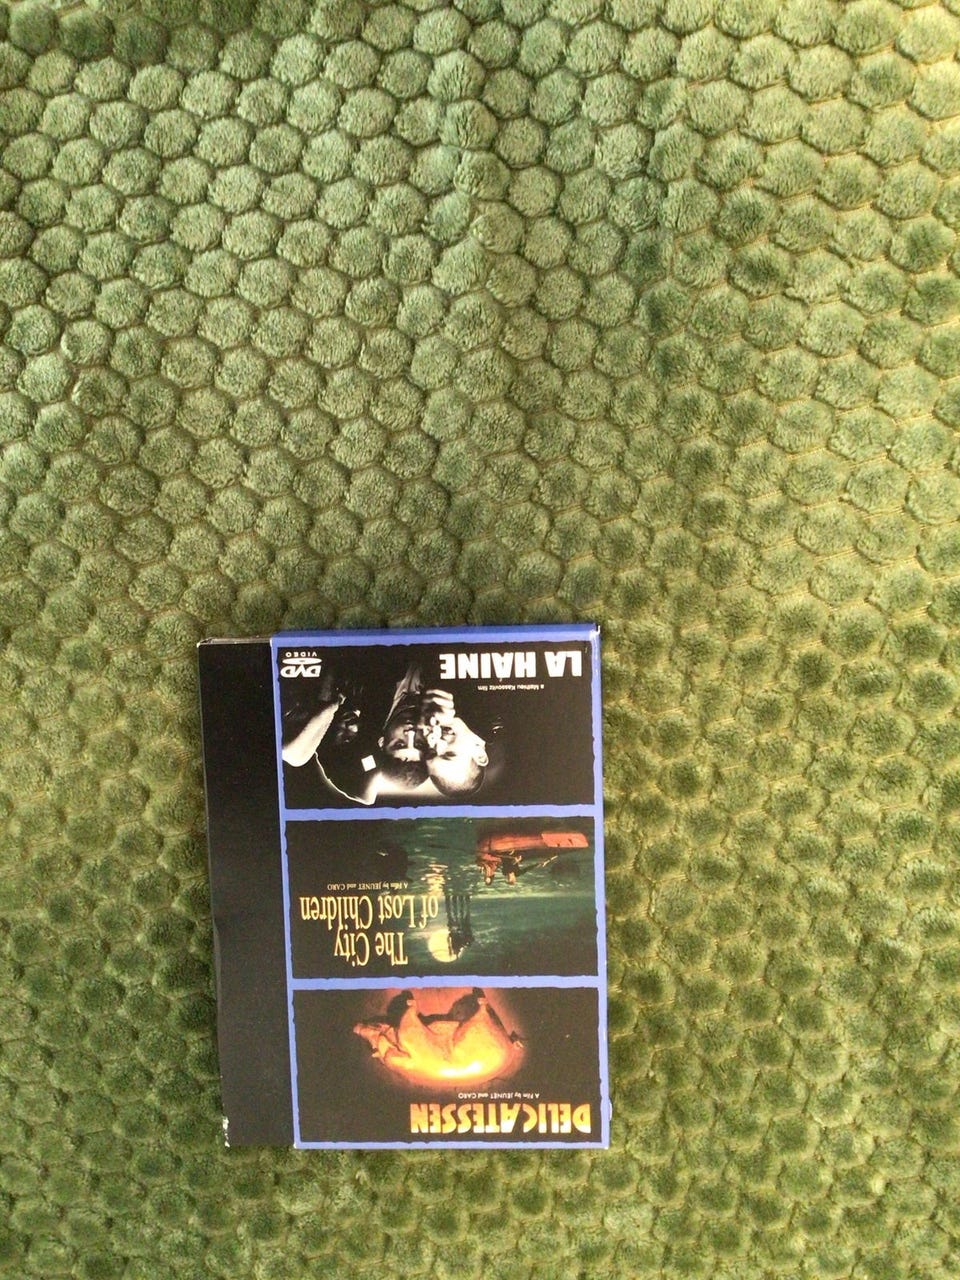 DELICATESSEN
A Film by JEUNET and CARO
The City
of Lost Children
A Film by JEUNET and CARO
LA HAINE
a Mathieu Kassovitz film
DVD
VIDEO